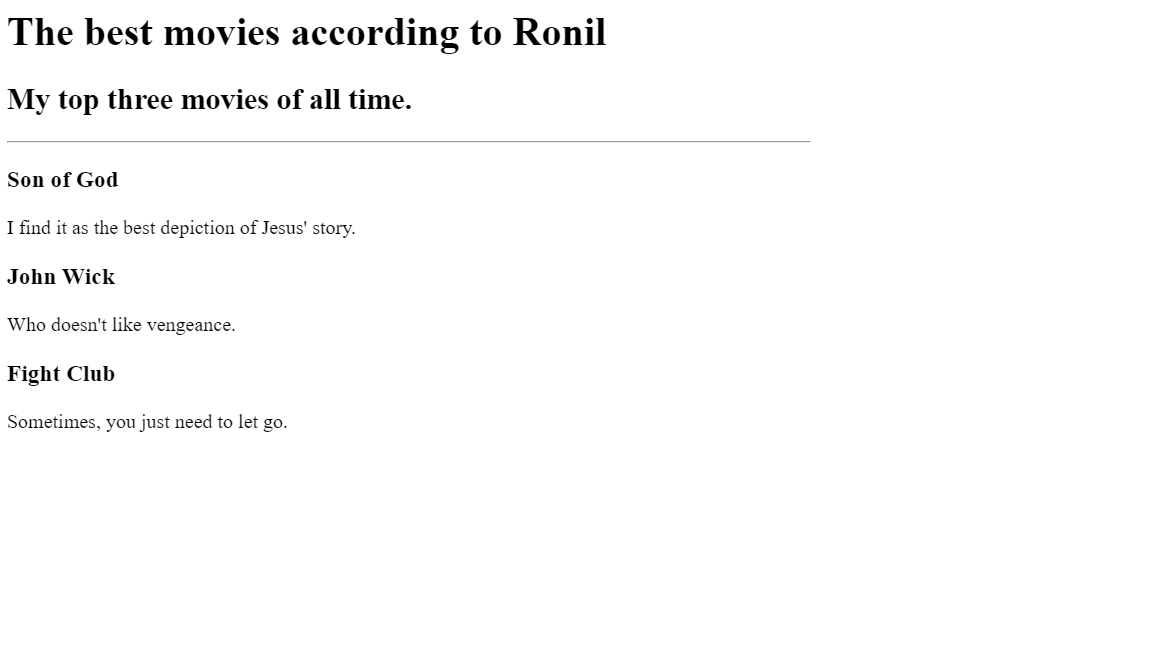 The best movies according to Ronil
My top three movies of all time.
Son of God
I find it as the best depiction of Jesus' story.
John Wick
Who doesn't like vengeance.
Fight Club
Sometimes, you just need to let go.